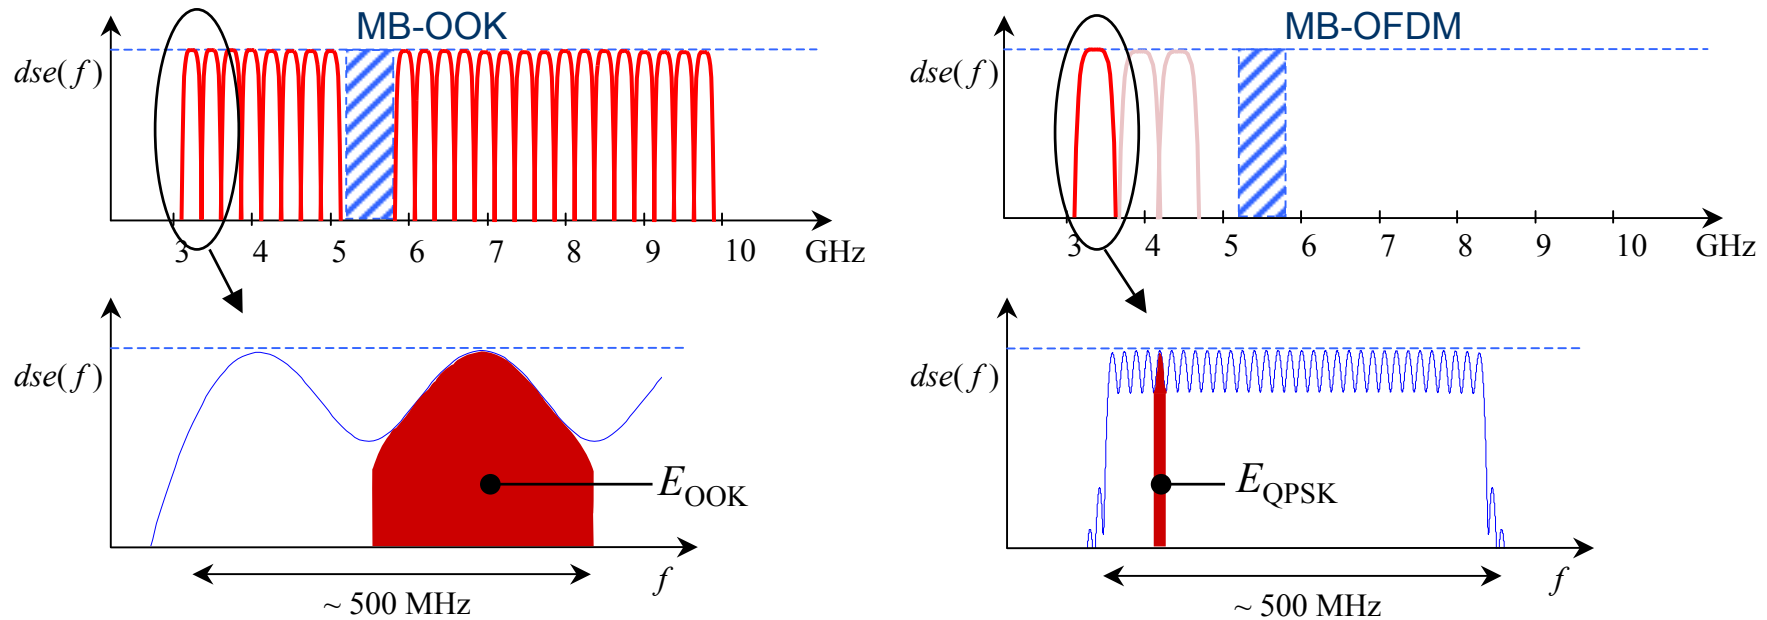 MB-OOK
dse(f)
3 4 5 6 7 8 9 10 GHz
dse(f)
E_OOK
f
~ 500 MHz
MB-OFDM
dse(f)
3 4 5 6 7 8 9 10 GHz
dse(f)
E_QPSK
f
~ 500 MHz